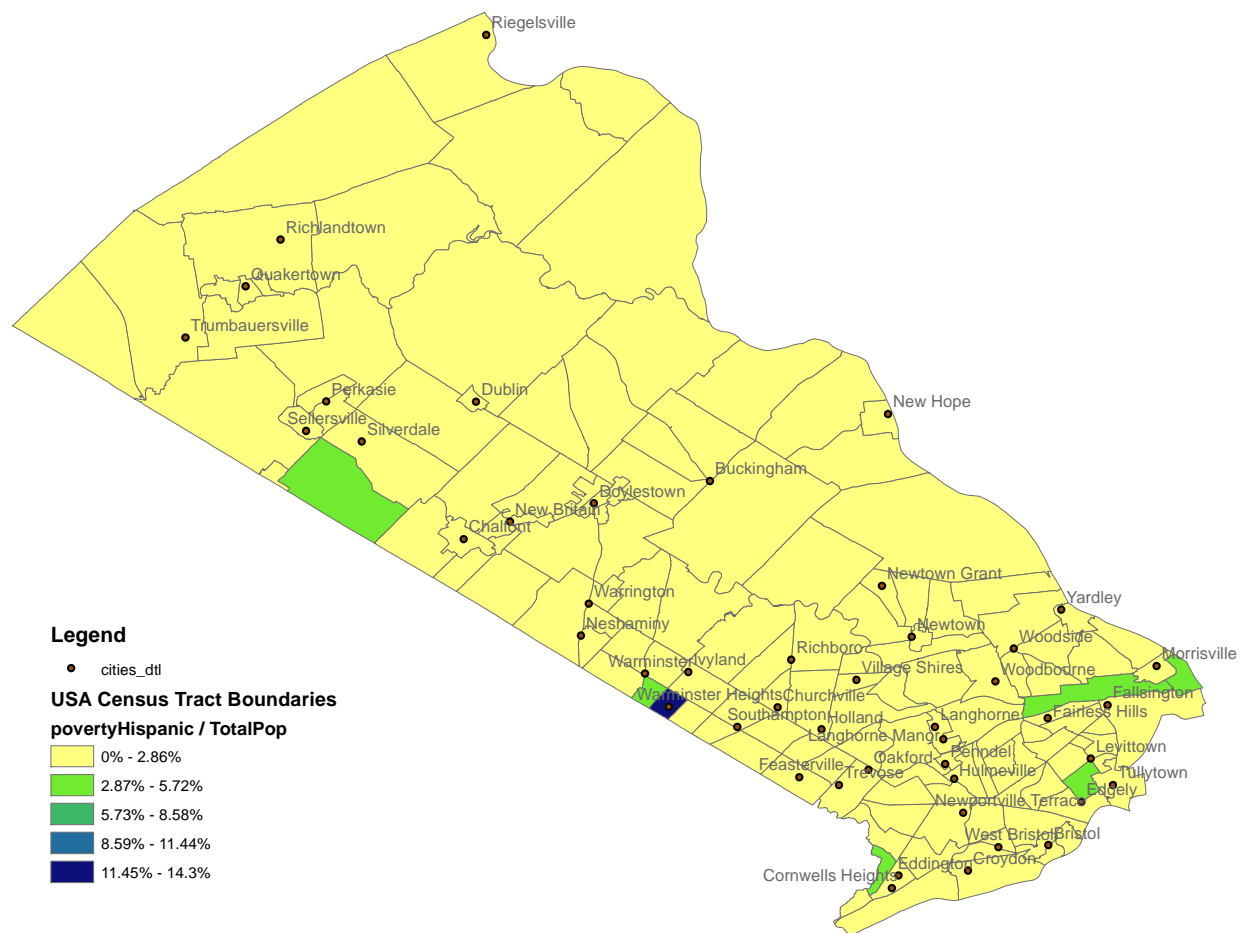 Riegelsville
Richlandtown
Quakertown
Trumbauersville
Perkasie
Dublin
New Hope
Sellersville
Silverdale
Buckingham
Doylestown
New Britain
Chalfont
Newtown Grant
Warrington
Yardley
Neshaminy
Newtown
Woodside
Richboro
Morrisville
Warminster
Ivyland
Village Shires
Woodbourne
Warminster Heights
Churchville
Fallsington
Southampton
Holland
Langhorne
Fairless Hills
Langhorne Manor
Levittown
Feasterville
Oakford
Penndel
Trevose
Hulmeville
Tullytown
Edgely
Newportville Terrace
West Bristol
Bristol
Eddington
Croydon
Cornwells Heights
Legend
cities_dtl
USA Census Tract Boundaries
povertyHispanic / TotalPop
0% - 2.86%
2.87% - 5.72%
5.73% - 8.58%
8.59% - 11.44%
11.45% - 14.3%